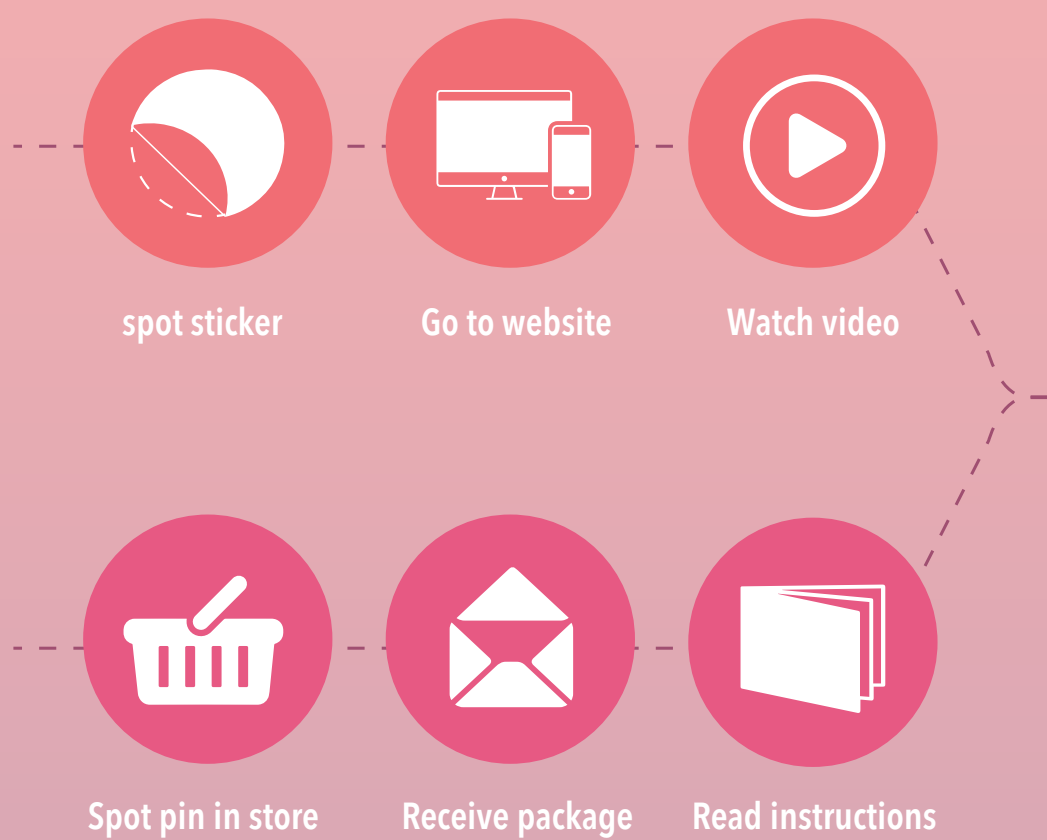 spot sticker
Go to website
Watch video
Spot pin in store
Receive package
Read instructions